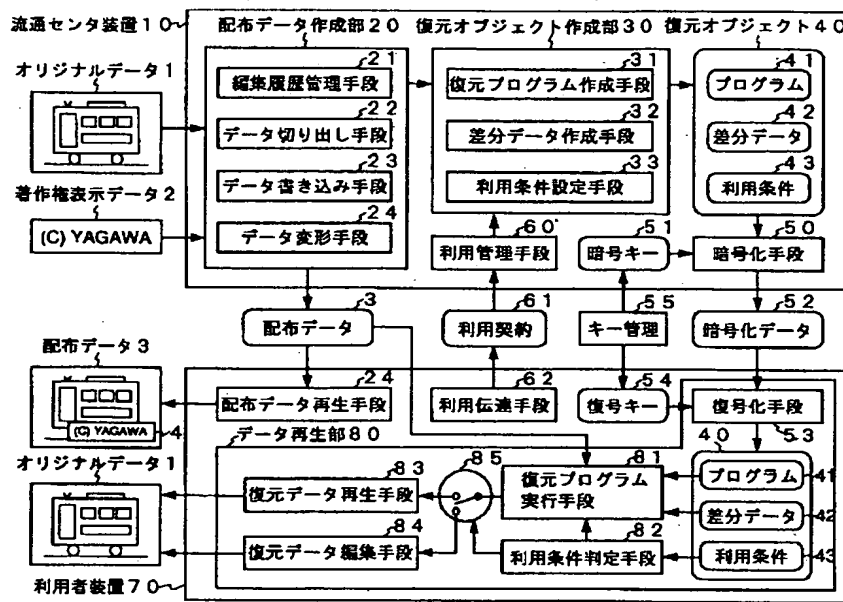 流通センタ装置10
配布データ作成部20
復元オブジェクト作成部30
復元オブジェクト40
オリジナルデータ1
21
編集履歴管理手段
22
データ切り出し手段
23
データ書き込み手段
24
データ変形手段
31
復元プログラム作成手段
32
差分データ作成手段
33
利用条件設定手段
41
プログラム
42
差分データ
43
利用条件
著作権表示データ2
(C) YAGAWA
60
利用管理手段
51
暗号キー
50
暗号化手段
3
配布データ
61
利用契約
55
キー管理
52
暗号化データ
配布データ3
(C) YAGAWA
4
24
配布データ再生手段
62
利用伝達手段
54
復号キー
復号化手段
53
データ再生部80
オリジナルデータ1
83
復元データ再生手段
84
復元データ編集手段
85
81
復元プログラム
実行手段
82
利用条件判定手段
40
プログラム
41
差分データ
42
利用条件
43
利用者装置70